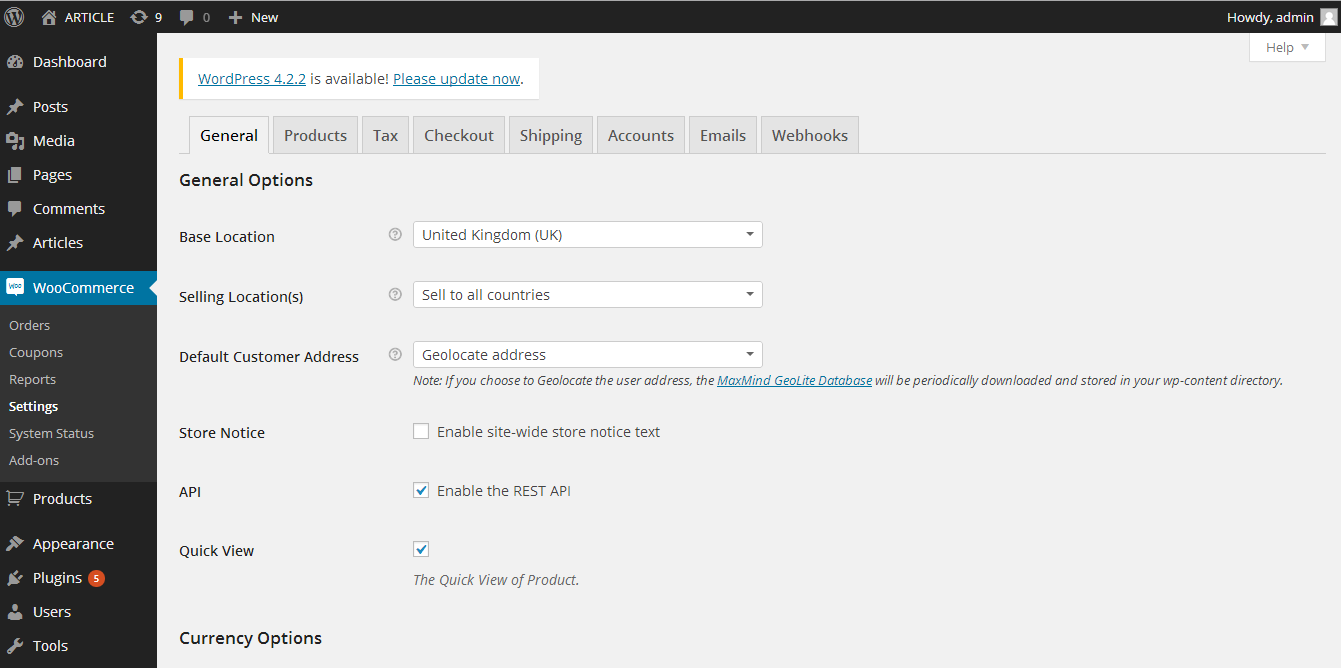 ARTICLE 9 0 New Howdy, admin
Help
Dashboard
Posts
Media
Pages
Comments
Articles
WooCommerce
Orders
Coupons
Reports
Settings
System Status
Add-ons
Products
Appearance
Plugins 5
Users
Tools
WordPress 4.2.2 is available! Please update now.
General Products Tax Checkout Shipping Accounts Emails Webhooks
General Options
Base Location ? United Kingdom (UK)
Selling Location(s) ? Sell to all countries
Default Customer Address ? Geolocate address
Note: If you choose to Geolocate the user address, the MaxMind GeoLite Database will be periodically downloaded and stored in your wp-content directory.
Store Notice Enable site-wide store notice text
API Enable the REST API
Quick View
The Quick View of Product.
Currency Options